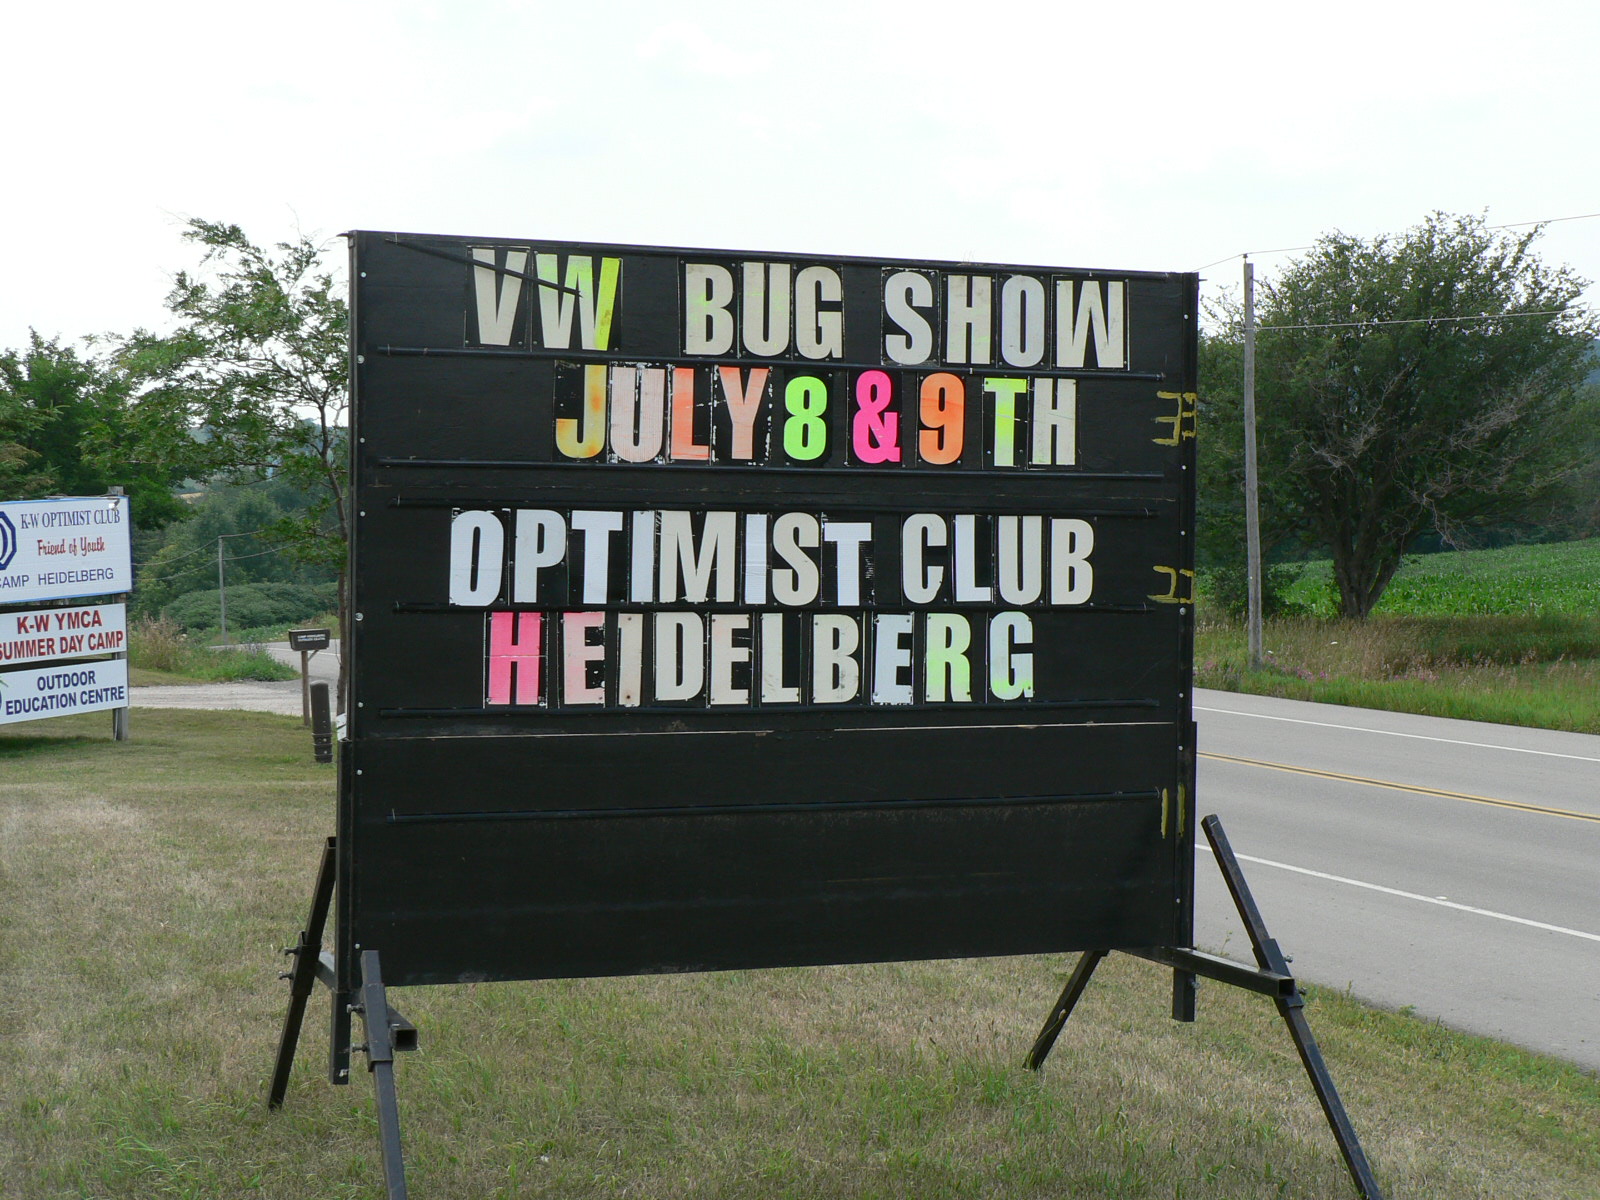 VW BUG SHOW
JULY 8 & 9TH
OPTIMIST CLUB
HEIDELBERG
K-W OPTIMIST CLUB
Friend of Youth
CAMP HEIDELBERG
K-W YMCA
SUMMER DAY CAMP
OUTDOOR
EDUCATION CENTRE